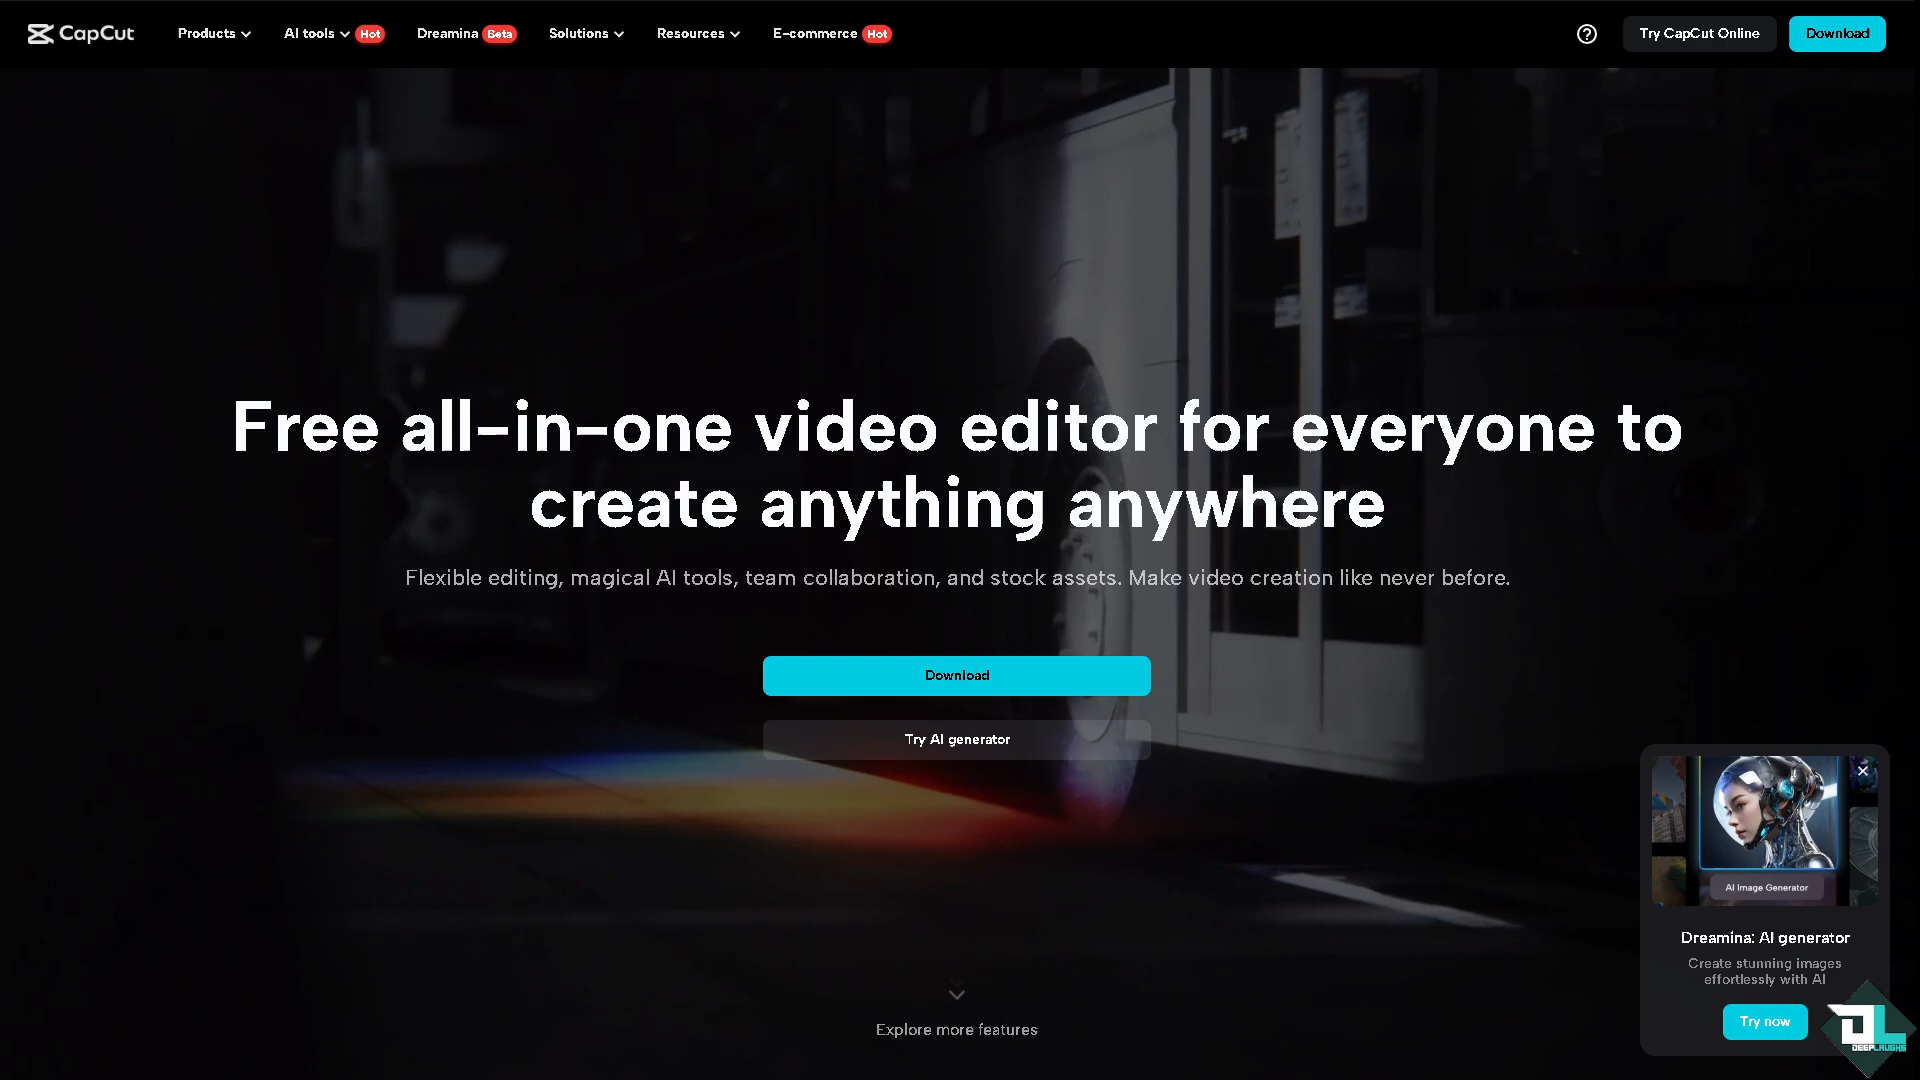 CapCut
Products
AI tools Hot
Dreamina Beta
Solutions
Resources
E-commerce Hot
Try CapCut Online
Download
Free all-in-one video editor for everyone to
create anything anywhere
Flexible editing, magical AI tools, team collaboration, and stock assets. Make video creation like never before.
Download
Try AI generator
Explore more features
AI Image Generator
Dreamina: AI generator
Create stunning images
effortlessly with AI
Try now
DL
DEEPLAUGHS